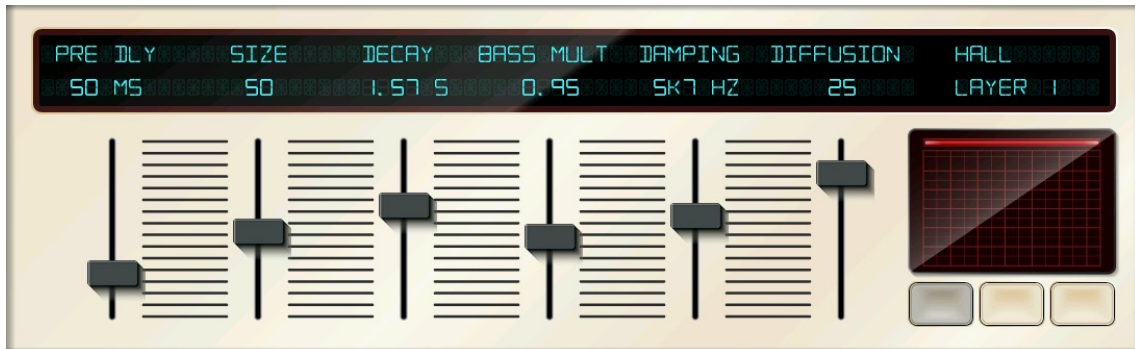 PRE DLY SIZE DECAY BASS MULT DAMPING DIFFUSION HALL
50 MS 50 1.57 S 0.95 5K7 HZ 25 LAYER 1